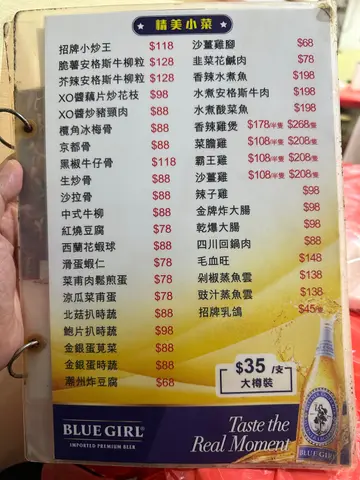 ★ 精美小菜 ★
招牌小炒王 $118
脆薯安格斯牛柳粒 $128
芥辣安格斯牛柳粒 $128
XO醬藕片炒花枝 $98
XO醬炒豬頸肉 $88
欖角冰梅骨 $88
京都骨 $88
黑椒牛仔骨 $118
生炒骨 $88
沙拉骨 $88
中式牛柳 $88
紅燒豆腐 $78
西蘭花蝦球 $88
滑蛋蝦仁 $78
菜甫肉鬆煎蛋 $78
涼瓜菜甫蛋 $78
北菇扒時蔬 $88
鮑片扒時蔬 $98
金銀蛋莧菜 $88
金銀蛋時蔬 $88
潮州炸豆腐 $68
沙薑雞腳 $68
韭菜花鹹肉 $78
香辣水煮魚 $198
水煮安格斯牛肉 $198
水煮酸菜魚 $198
香辣雞煲 $178/半隻 $268/隻
菜膽雞 $108/半隻 $208/隻
霸王雞 $108/半隻 $208/隻
沙薑雞 $108/半隻 $208/隻
辣子雞 $98
金牌炸大腸 $98
乾爆大腸 $98
四川回鍋肉 $88
毛血旺 $148
剁椒蒸魚雲 $138
豉汁蒸魚雲 $138
招牌乳鴿 $45/隻
$35/支
大樽裝
BLUE GIRL®
IMPORTED PREMIUM BEER
Taste the
Real Moment
BLUE GIRL